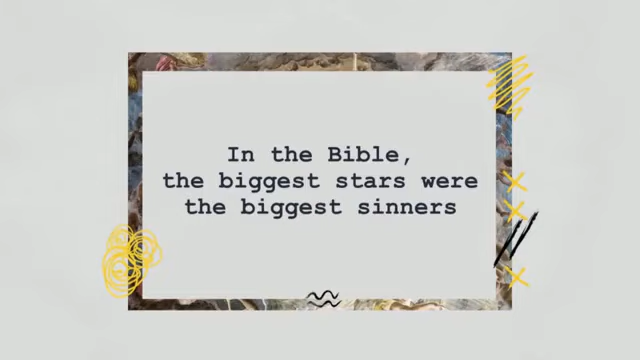 In the Bible,
the biggest stars were
the biggest sinners